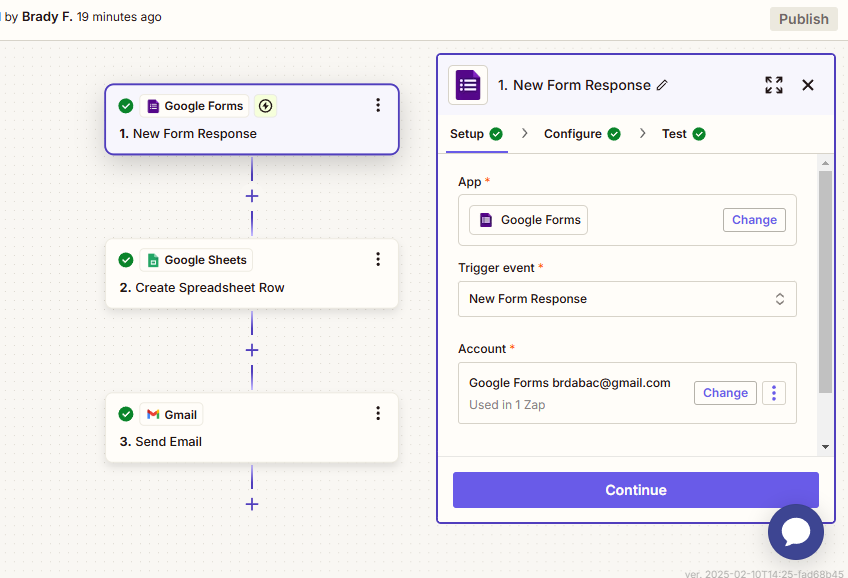 by Brady F. 19 minutes ago
Publish
Google Forms
1. New Form Response
Google Sheets
2. Create Spreadsheet Row
Gmail
3. Send Email
1. New Form Response
Setup
Configure
Test
App *
Google Forms
Change
Trigger event *
New Form Response
Account *
Google Forms brdabac@gmail.com
Used in 1 Zap
Change
Continue
ver. 2025-02-10T14:25-fad68b45